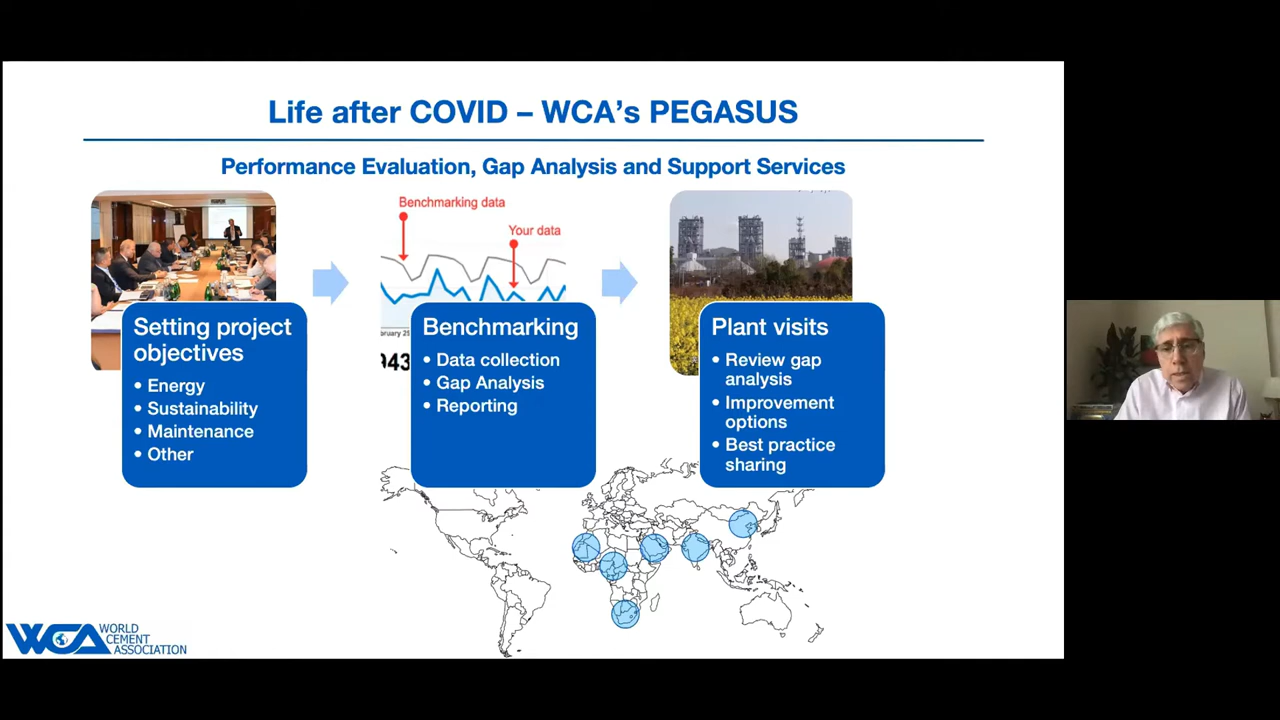 Life after COVID – WCA's PEGASUS
Performance Evaluation, Gap Analysis and Support Services
Benchmarking data
Your data
943
Setting project
objectives
• Energy
• Sustainability
• Maintenance
• Other
Benchmarking
• Data collection
• Gap Analysis
• Reporting
Plant visits
• Review gap
analysis
• Improvement
options
• Best practice
sharing
WCA
WORLD
CEMENT
ASSOCIATION